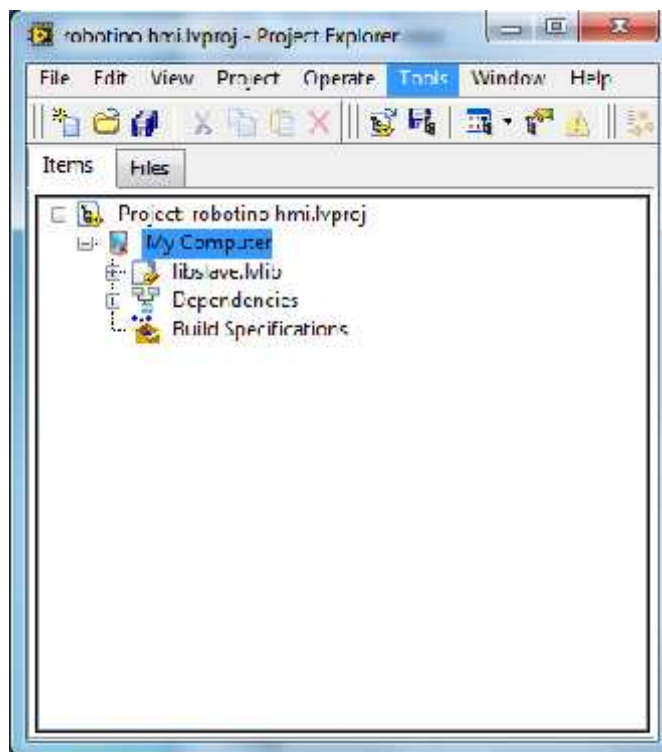 robotino hmi.lvproj - Project Explorer
File Edit View Project Operate Tools Window Help
Items Files
Project: robotino hmi.lvproj
My Computer
libslave.lvlib
Dependencies
Build Specifications